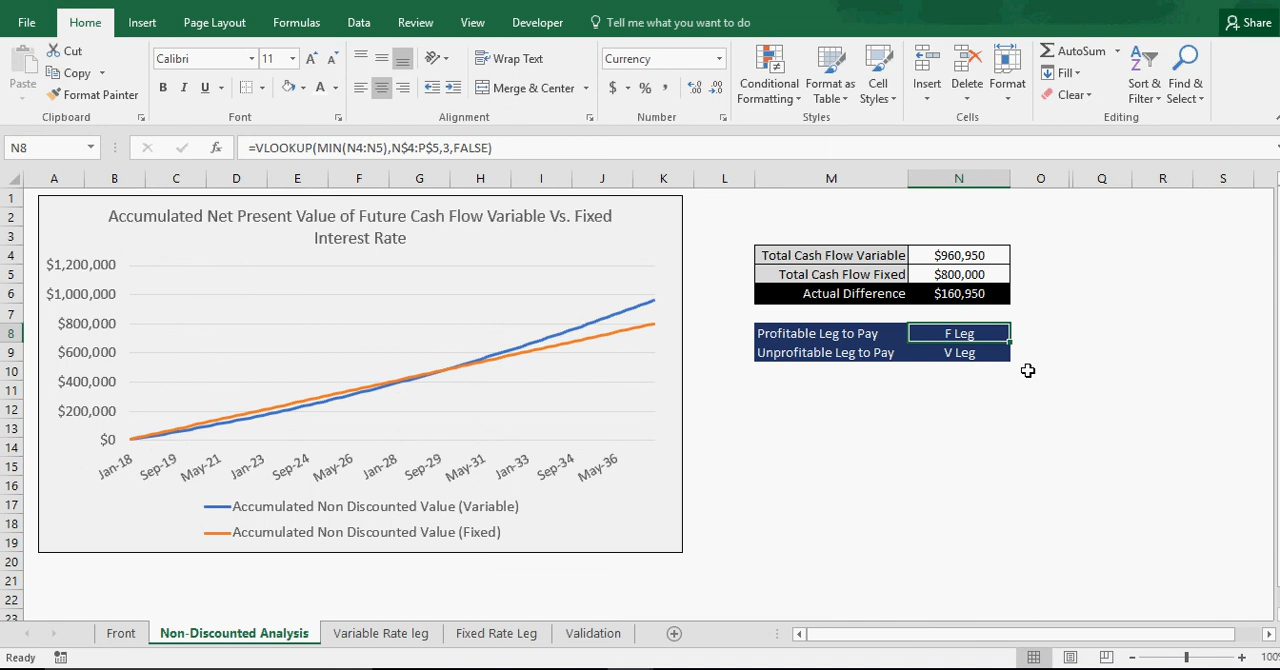 File Home Insert Page Layout Formulas Data Review View Developer Tell me what you want to do Share
Paste Cut Copy Format Painter
Clipboard
Calibri 11
B I U A
Font
Wrap Text
Merge & Center
Alignment
Currency
$ % ,
Number
Conditional Formatting Format as Table Cell Styles
Styles
Insert Delete Format
Cells
AutoSum Fill Clear Sort & Filter Find & Select
Editing
N8 fx =VLOOKUP(MIN(N4:N5),N$4:P$5,3,FALSE)
A B C D E F G H I J K L M N O Q R S
1
2
3
4
5
6
7
8
9
10
11
12
13
14
15
16
17
18
19
20
21
22
23
Accumulated Net Present Value of Future Cash Flow Variable Vs. Fixed
Interest Rate
$1,200,000
$1,000,000
$800,000
$600,000
$400,000
$200,000
$0
Jan-18 Sep-19 May-21 Jan-23 Sep-24 May-26 Jan-28 Sep-29 May-31 Jan-33 Sep-34 May-36
Accumulated Non Discounted Value (Variable)
Accumulated Non Discounted Value (Fixed)
Total Cash Flow Variable $960,950
Total Cash Flow Fixed $800,000
Actual Difference $160,950
Profitable Leg to Pay F Leg
Unprofitable Leg to Pay V Leg
Front Non-Discounted Analysis Variable Rate leg Fixed Rate Leg Validation
Ready 100%